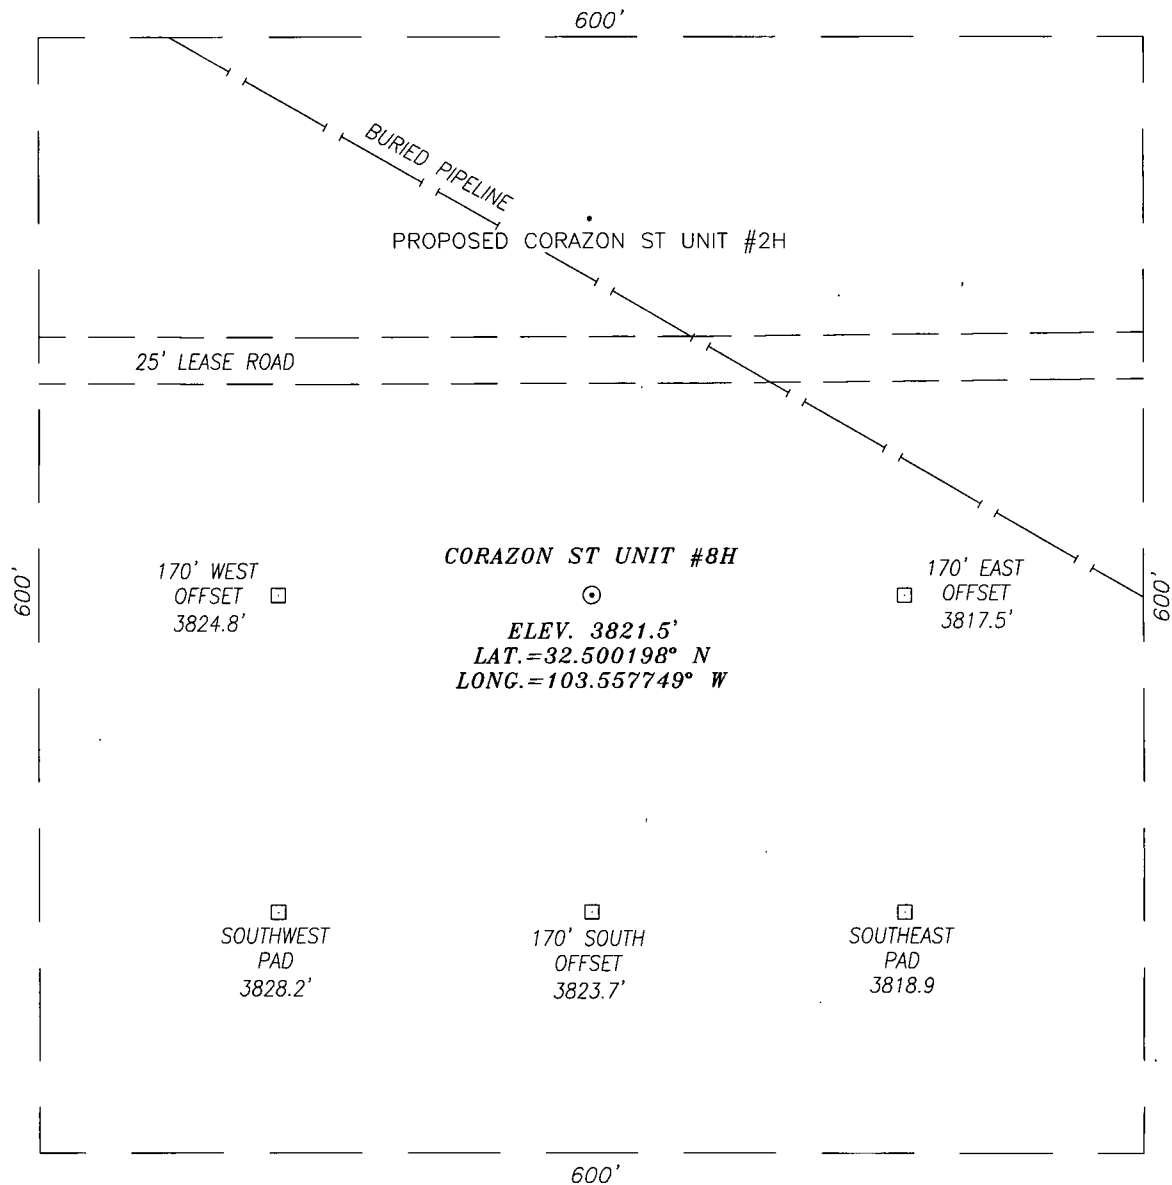 600'
BURIED PIPELINE
PROPOSED CORAZON ST UNIT #2H
25' LEASE ROAD
600'
170' WEST
OFFSET
3824.8'
CORAZON ST UNIT #8H
ELEV. 3821.5'
LAT.=32.500198° N
LONG.=103.557749° W
170' EAST
OFFSET
3817.5'
600'
SOUTHWEST
PAD
3828.2'
170' SOUTH
OFFSET
3823.7'
SOUTHEAST
PAD
3818.9
600'